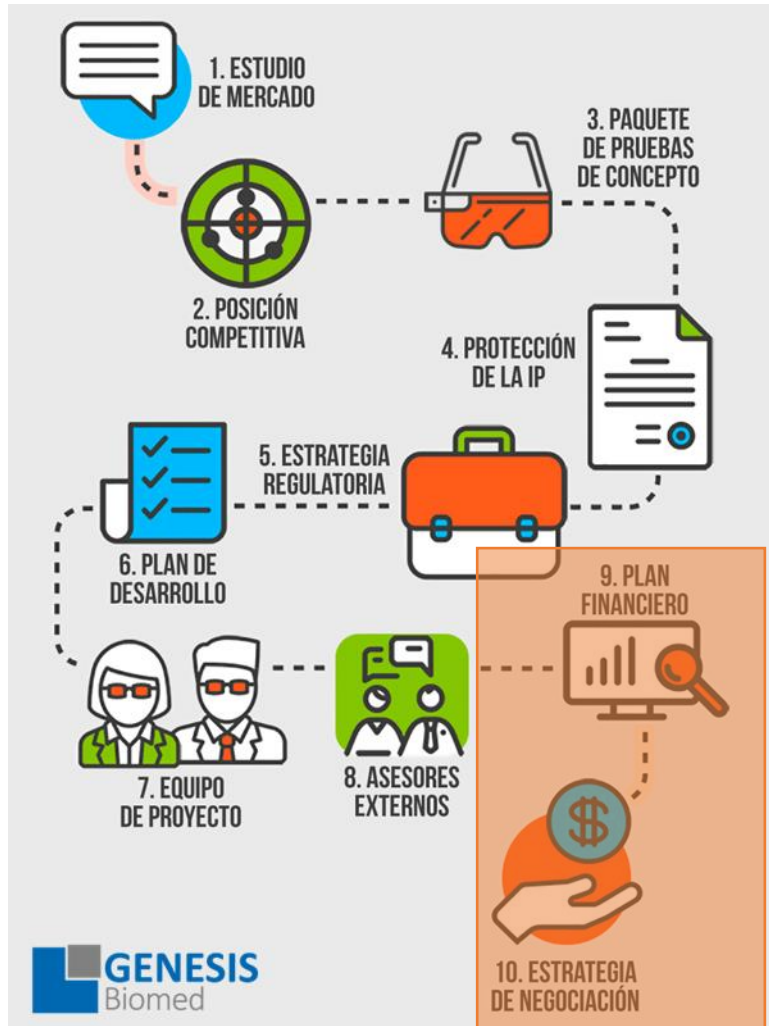 1. ESTUDIO
DE MERCADO
2. POSICIÓN
COMPETITIVA
3. PAQUETE
DE PRUEBAS
DE CONCEPTO
4. PROTECCIÓN
DE LA IP
5. ESTRATEGIA
REGULATORIA
6. PLAN DE
DESARROLLO
7. EQUIPO
DE PROYECTO
8. ASESORES
EXTERNOS
9. PLAN
FINANCIERO
$
10. ESTRATEGIA
DE NEGOCIACIÓN
GENESIS
Biomed